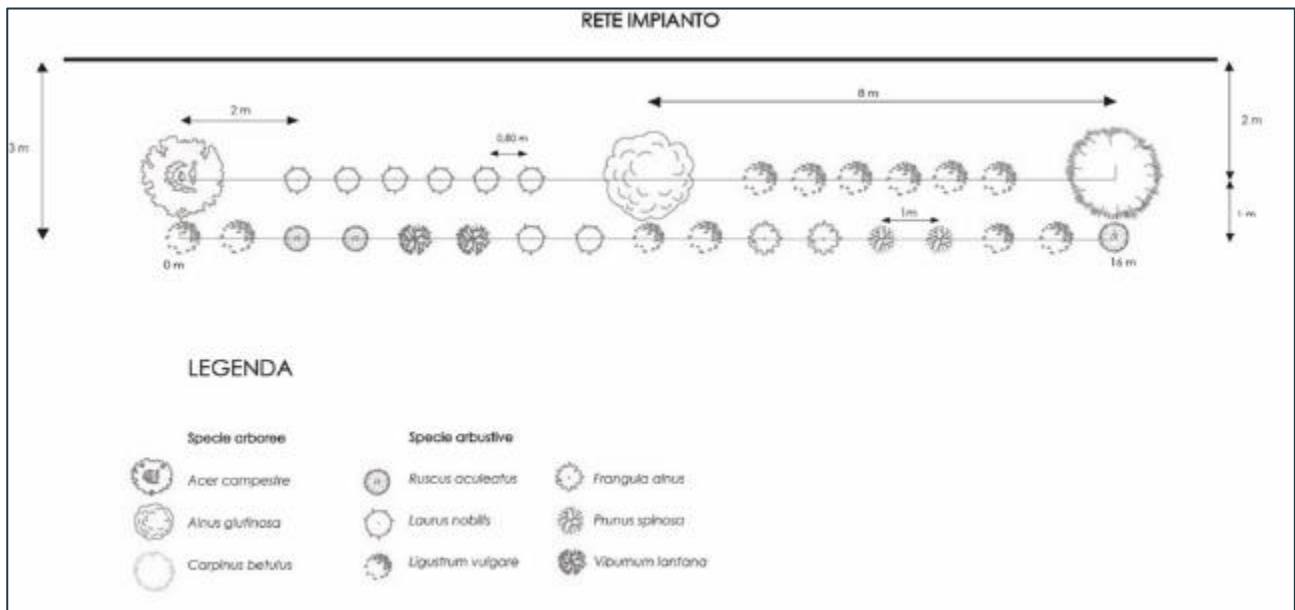 RETE IMPIANTO
8 m
2 m
2 m
0,80 m
3 m
1m
1 m
0 m
16 m
LEGENDA
Specie arboree
Specie arbustive
Acer campestre
Ruscus aculeatus
Frangula alnus
Alnus glutinosa
Laurus nobilis
Prunus spinosa
Carpinus betulus
Ligustrum vulgare
Viburnum lantana